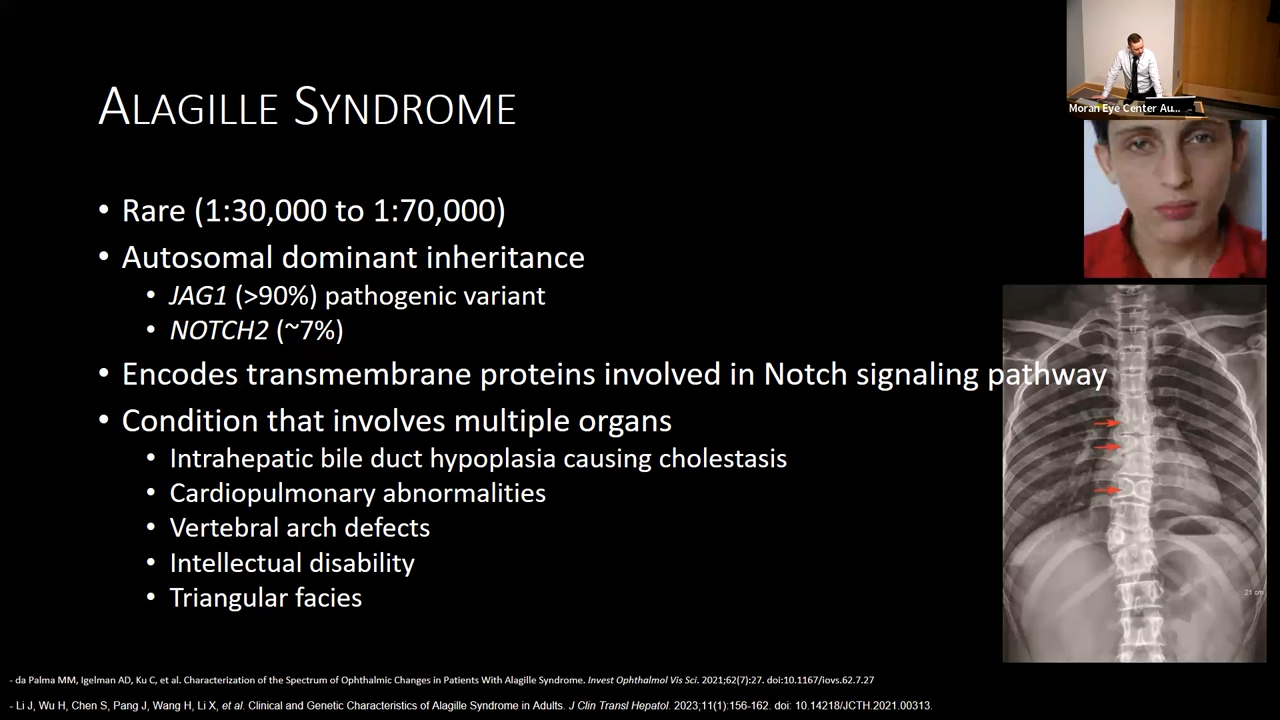 ALAGILLE SYNDROME
Moran Eye Center Au...
• Rare (1:30,000 to 1:70,000)
• Autosomal dominant inheritance
• JAG1 (>90%) pathogenic variant
• NOTCH2 (~7%)
• Encodes transmembrane proteins involved in Notch signaling pathway
• Condition that involves multiple organs
• Intrahepatic bile duct hypoplasia causing cholestasis
• Cardiopulmonary abnormalities
• Vertebral arch defects
• Intellectual disability
• Triangular facies
21 cm
- da Palma MM, Igelman AD, Ku C, et al. Characterization of the Spectrum of Ophthalmic Changes in Patients With Alagille Syndrome. Invest Ophthalmol Vis Sci. 2021;62(7):27. doi:10.1167/iovs.62.7.27
- Li J, Wu H, Chen S, Pang J, Wang H, Li X, et al. Clinical and Genetic Characteristics of Alagille Syndrome in Adults. J Clin Transl Hepatol. 2023;11(1):156-162. doi: 10.14218/JCTH.2021.00313.